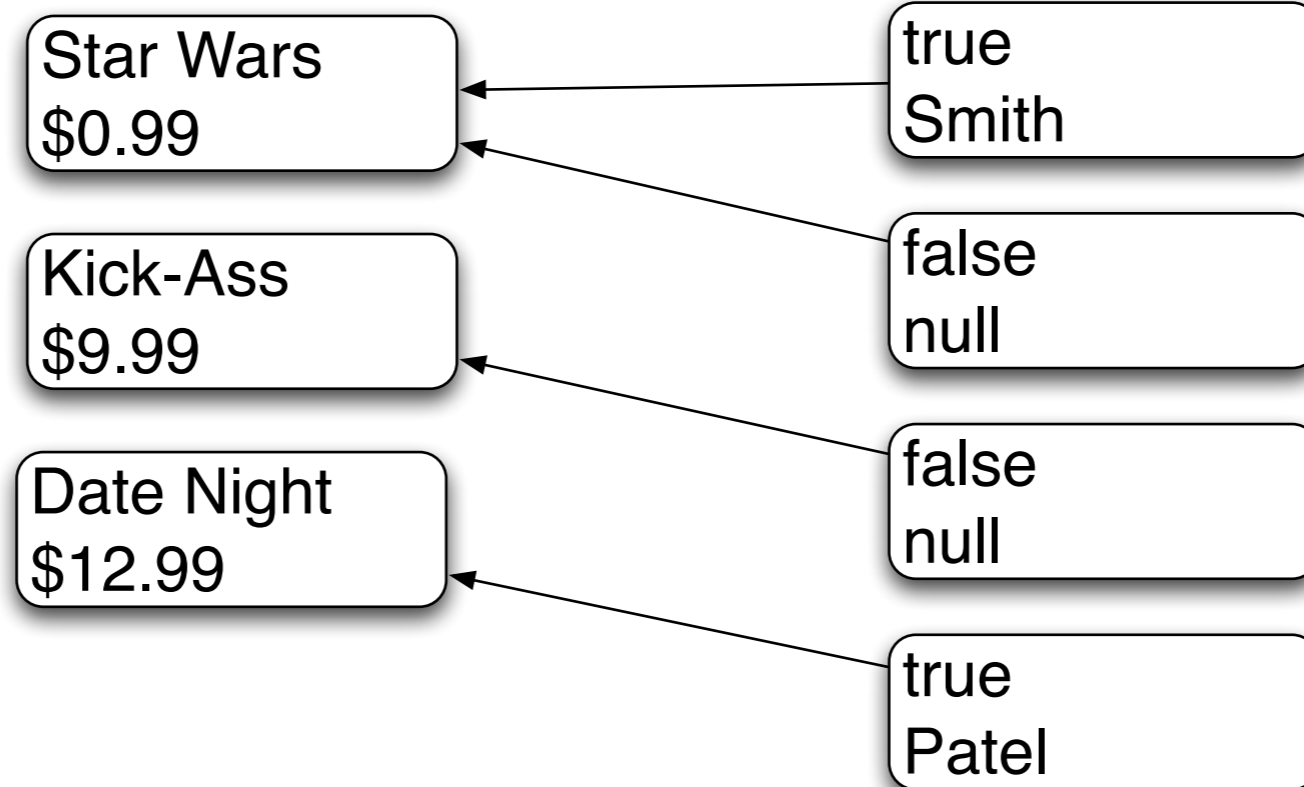 Star Wars
$0.99
Kick-Ass
$9.99
Date Night
$12.99
true
Smith
false
null
false
null
true
Patel